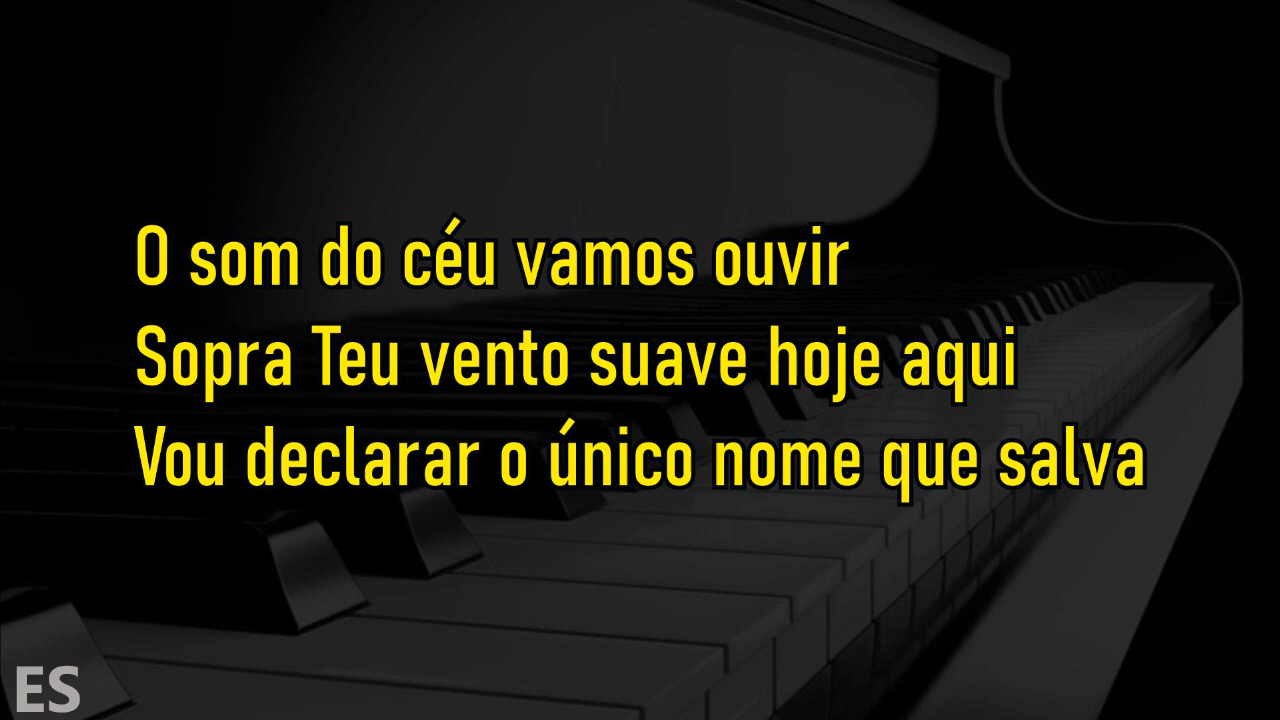 O som do céu vamos ouvir
Sopra Teu vento suave hoje aqui
Vou declarar o único nome que salva
ES